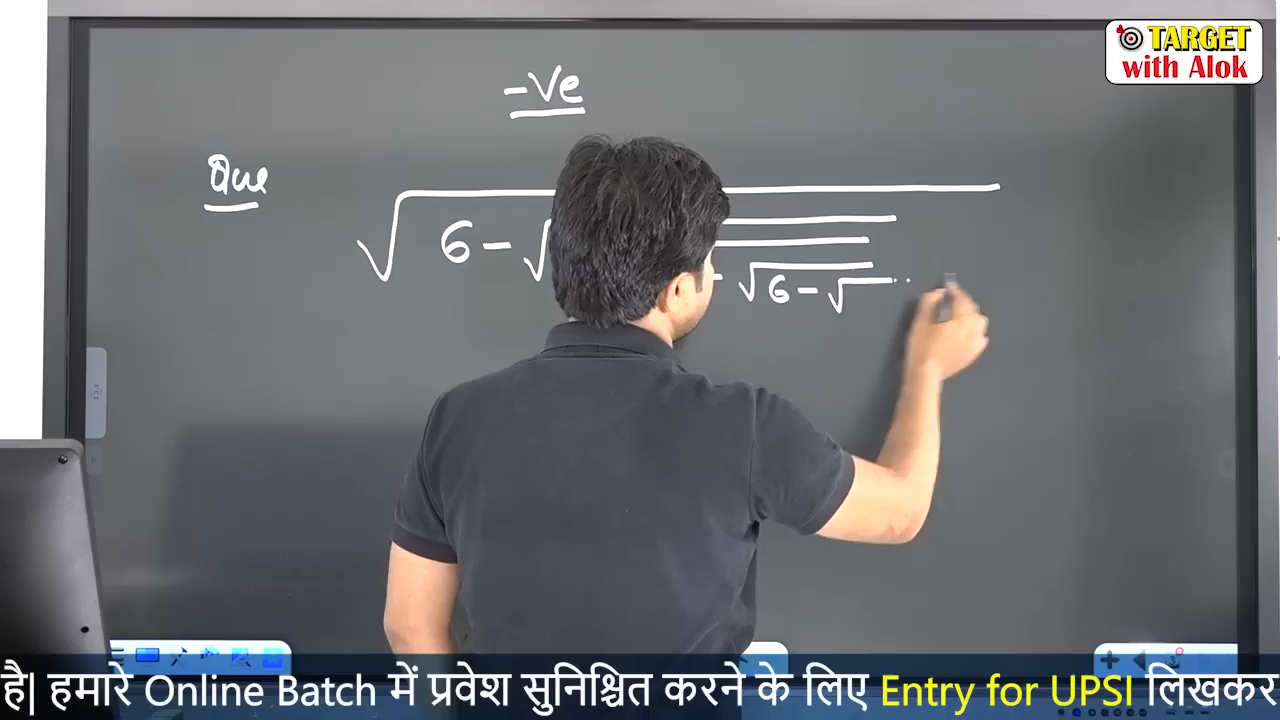 TARGET
with Alok
-Ve
Que
√6-√ - √6-√ ..
है| हमारे Online Batch में प्रवेश सुनिश्चित करने के लिए Entry for UPSI लिखकर